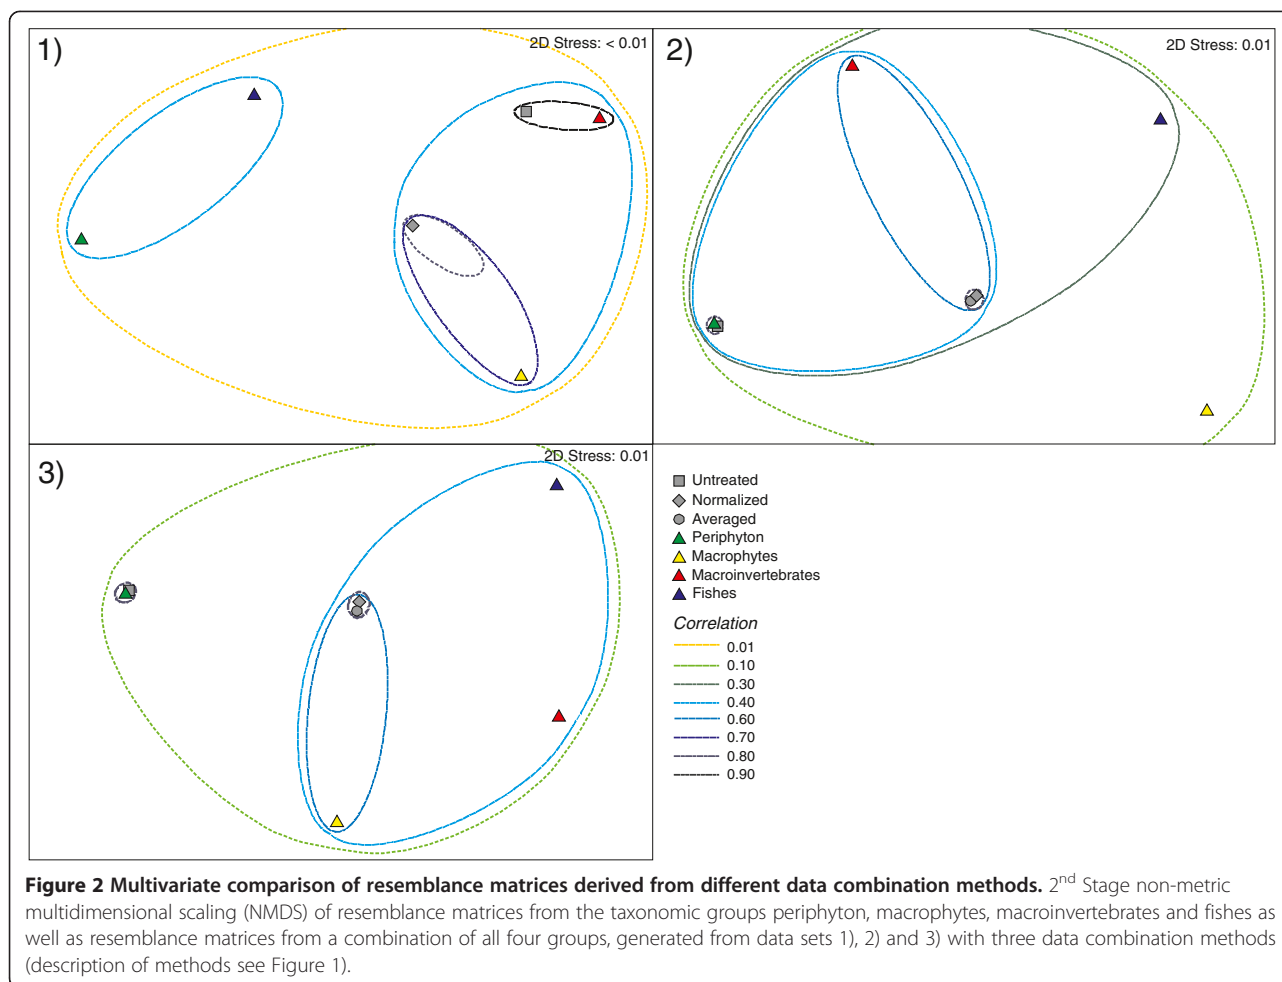 1)
2D Stress: < 0.01
2)
2D Stress: 0.01
3)
2D Stress: 0.01
Untreated
Normalized
Averaged
Periphyton
Macrophytes
Macroinvertebrates
Fishes
Correlation
0.01
0.10
0.30
0.40
0.60
0.70
0.80
0.90
Figure 2 Multivariate comparison of resemblance matrices derived from different data combination methods. 2nd Stage non-metric
multidimensional scaling (NMDS) of resemblance matrices from the taxonomic groups periphyton, macrophytes, macroinvertebrates and fishes as
well as resemblance matrices from a combination of all four groups, generated from data sets 1), 2) and 3) with three data combination methods
(description of methods see Figure 1).